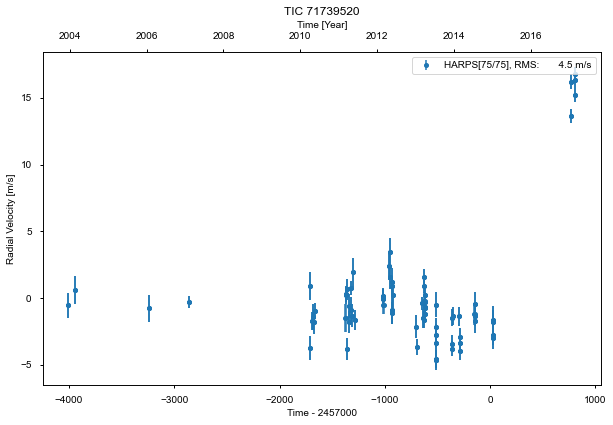 TIC 71739520
Time [Year]
2004 2006 2008 2010 2012 2014 2016
HARPS[75/75], RMS: 4.5 m/s
Radial Velocity [m/s]
15
10
5
0
−5
−4000 −3000 −2000 −1000 0 1000
Time - 2457000